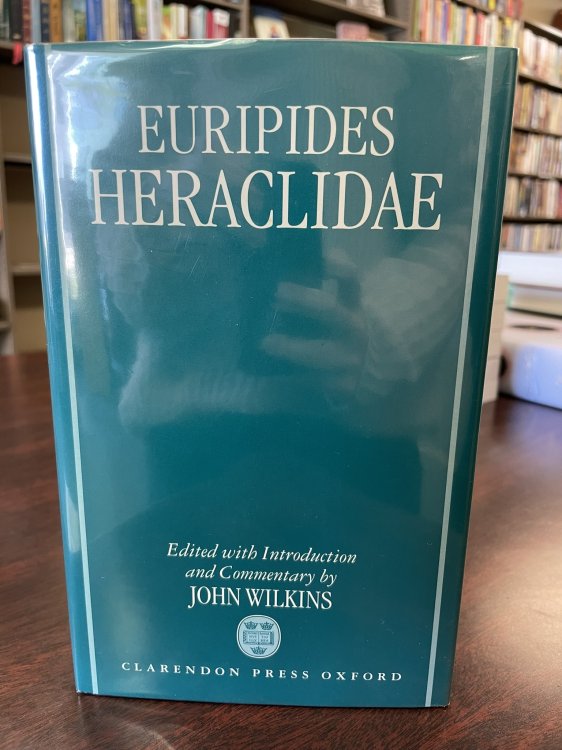 EURIPIDES
HERACLIDAE
Edited with Introduction
and Commentary by
JOHN WILKINS
CLARENDON PRESS OXFORD